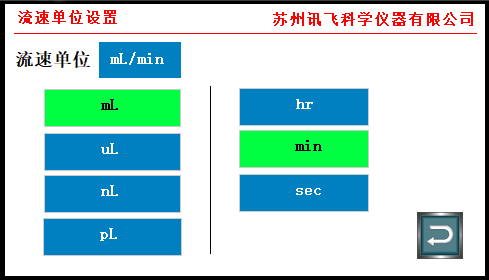 流速单位设置 苏州讯飞科学仪器有限公司
流速单位 mL/min
mL hr
uL min
nL sec
pL